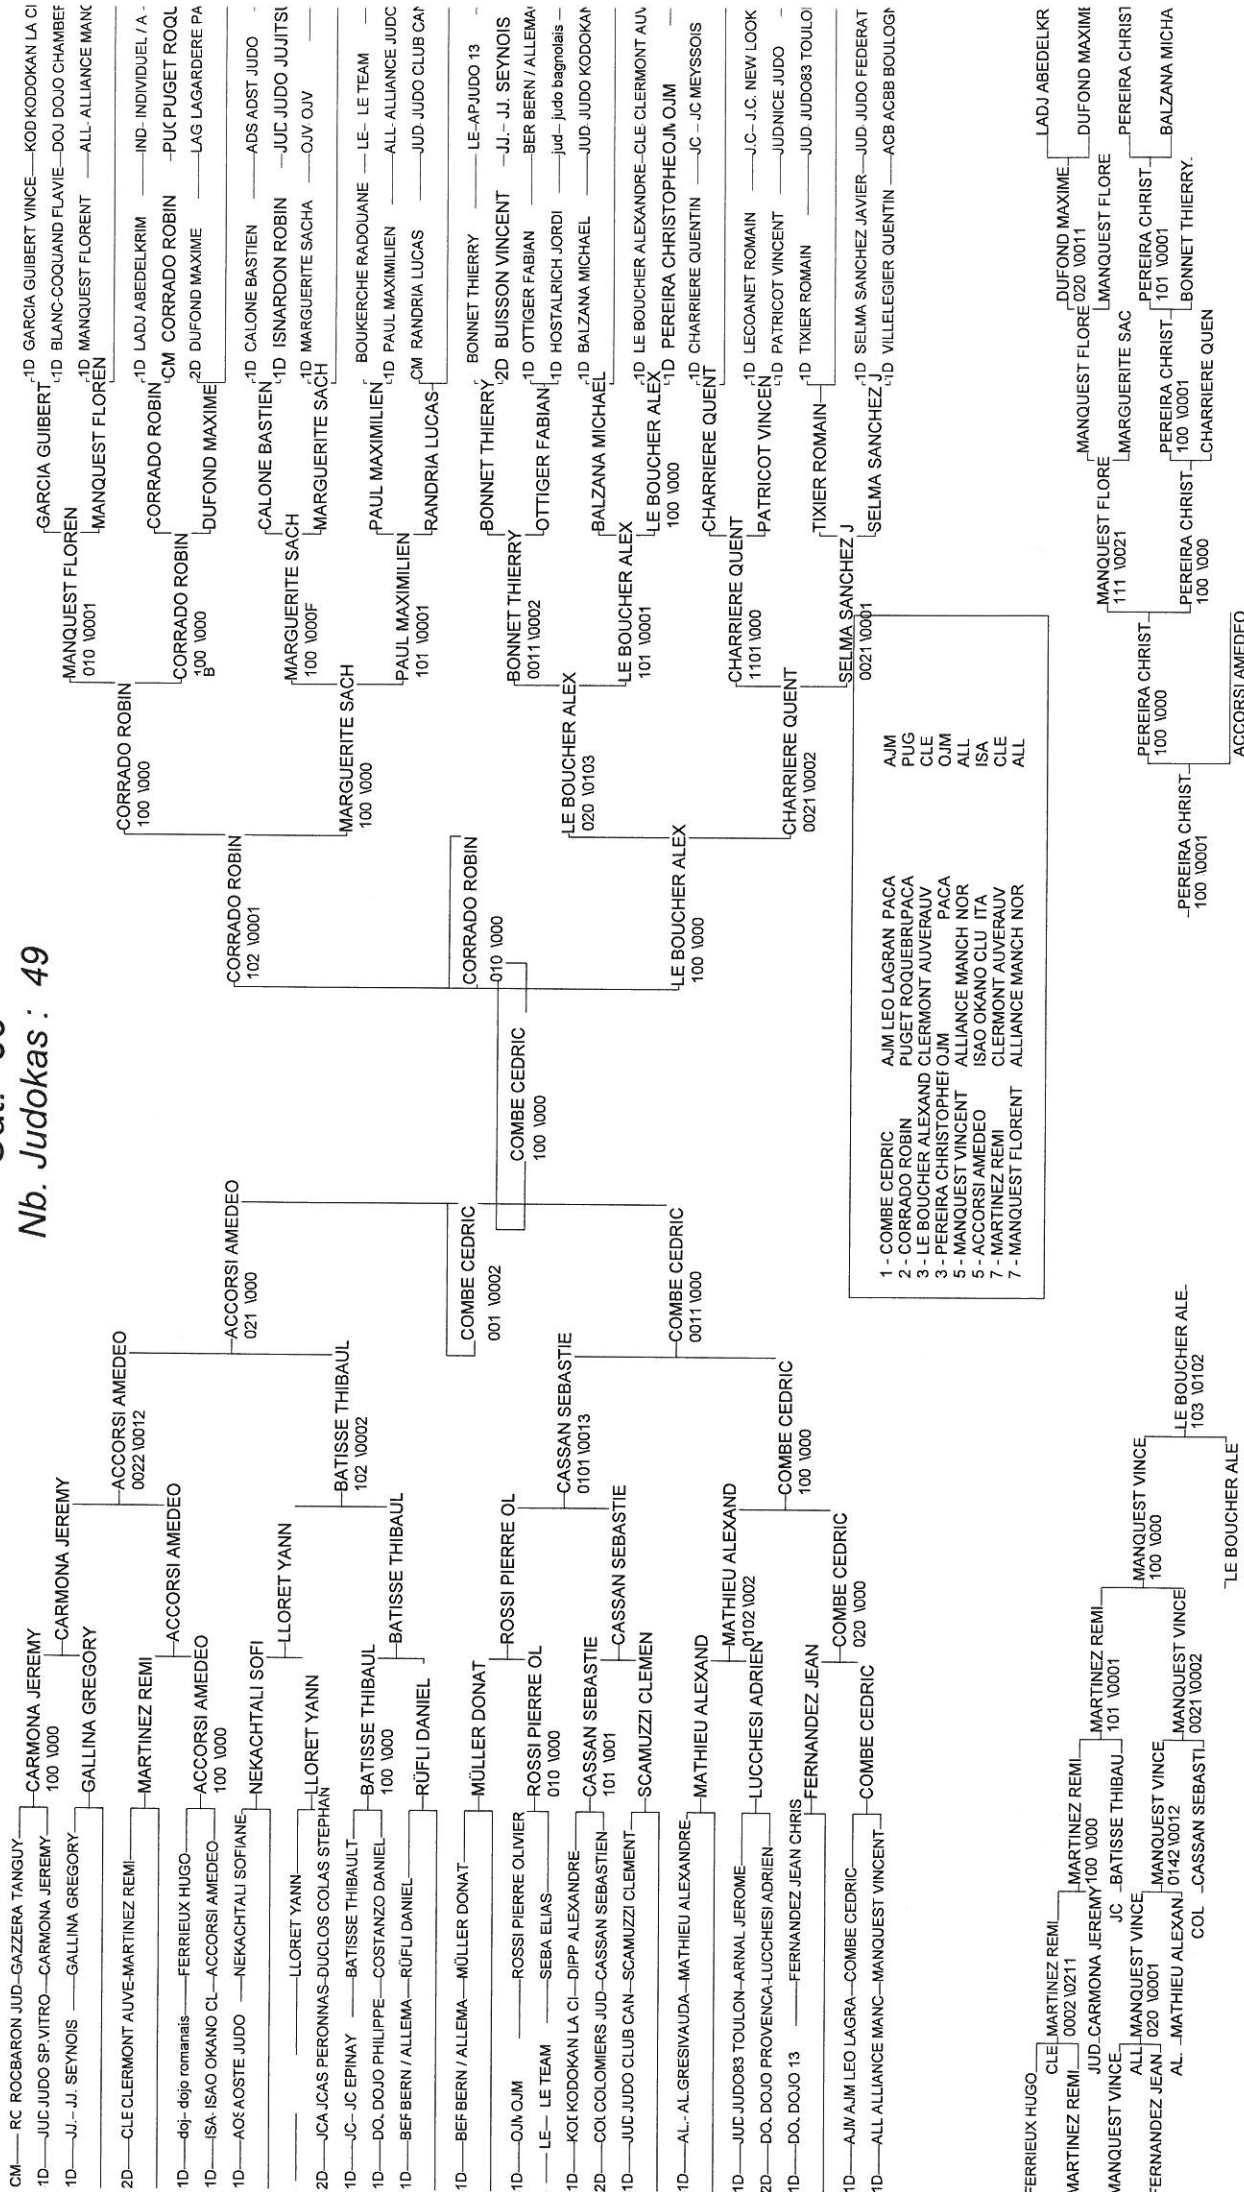 Nb. Judokas : 49
CM RC ROCBARON JUD GAZZERA TANGUY
1D JUC JUDO SP.VITRO CARMONA JEREMY
1D JJ.- JJ. SEYNOIS GALLINA GREGORY
2D CLE CLERMONT AUVE-MARTINEZ REMI
1D doj- dojo romanais FERRIEUX HUGO
1D ISA- ISAO OKANO CL ACCORSI AMEDEO
1D AOS AOSTE JUDO NEKACHTALI SOFIANE
LLORET YANN
2D JCA JCAS PERONNAS-DUCLOS COLAS STEPHAN
1D JC- JC EPINAY BATISSE THIBAULT
1D DO. DOJO PHILIPPE COSTANZO DANIEL
1D BEF BERN / ALLEMA RÜFLI DANIEL
1D BEF BERN / ALLEMA MÜLLER DONAT
1D OJM OJM ROSSI PIERRE OLIVIER
LE- LE TEAM SEBA ELIAS
1D KOI KODOKAN LA CI DIPP ALEXANDRE
2D COL COLOMIERS JUD CASSAN SEBASTIEN
1D JUC JUDO CLUB CAN SCAMUZZI CLEMENT
1D AL.- AL.GRESIVAUDA MATHIEU ALEXANDRE
1D JUC JUDO83 TOULON ARNAL JEROME
2D DO. DOJO PROVENCA LUCCHESI ADRIEN
1D DO. DOJO 13 FERNANDEZ JEAN CHRIS
1D AJM AJM LEO LAGRA COMBE CEDRIC
1D ALL ALLIANCE MANC MANQUEST VINCENT
CARMONA JEREMY
100 \000
GALLINA GREGORY
MARTINEZ REMI
ACCORSI AMEDEO
100 \000
NEKACHTALI SOFI
LLORET YANN
BATISSE THIBAUL
100 \000
RÜFLI DANIEL
MÜLLER DONAT
ROSSI PIERRE OL
010 \000
CASSAN SEBASTIE
101 \001
SCAMUZZI CLEMEN
MATHIEU ALEXAND
LUCCHESI ADRIEN
FERNANDEZ JEAN
COMBE CEDRIC
CARMONA JEREMY
ACCORSI AMEDEO
LLORET YANN
BATISSE THIBAUL
ROSSI PIERRE OL
CASSAN SEBASTIE
MATHIEU ALEXAND
0102 \002
COMBE CEDRIC
020 \000
ACCORSI AMEDEO
0022 \0012
BATISSE THIBAUL
102 \0002
CASSAN SEBASTIE
0101 \0013
COMBE CEDRIC
100 \000
ACCORSI AMEDEO
021 \000
COMBE CEDRIC
0011 \000
COMBE CEDRIC
001 \0002
COMBE CEDRIC
100 \000
CORRADO ROBIN
010 \000
CORRADO ROBIN
102 \0001
LE BOUCHER ALEX
100 \000
CORRADO ROBIN
100 \000
MARGUERITE SACH
100 \000
LE BOUCHER ALEX
020 \0103
CHARRIERE QUENT
0021 \0002
MANQUEST FLOREN
010 \0001
CORRADO ROBIN
100 \000
B
MARGUERITE SACH
100 \000F
PAUL MAXIMILIEN
101 \0001
BONNET THIERRY
0011 \0002
LE BOUCHER ALEX
101 \0001
CHARRIERE QUENT
1101 \000
SELMA SANCHEZ J
0021 \0001
GARCIA GUIBERT
MANQUEST FLOREN
CORRADO ROBIN
DUFOND MAXIME
CALONE BASTIEN
MARGUERITE SACH
PAUL MAXIMILIEN
RANDRIA LUCAS
BONNET THIERRY
OTTIGER FABIAN
BALZANA MICHAEL
LE BOUCHER ALEX
100 \000
CHARRIERE QUENT
PATRICOT VINCEN
TIXIER ROMAIN
SELMA SANCHEZ J
1D GARCIA GUIBERT VINCE KOD KODOKAN LA CI
1D BLANC-COQUAND FLAVIE DOJ DOJO CHAMBER
1D MANQUEST FLORENT ALL- ALLIANCE MANC
1D LADJ ABEDELKRIM IND- INDIVIDUEL / A
CM CORRADO ROBIN PUK PUGET ROQU
2D DUFOND MAXIME LAG LAGARDERE PA
1D CALONE BASTIEN ADS ADST JUDO
1D ISNARDON ROBIN JUE JUDO JUJITSU
1D MARGUERITE SACHA OJV OJV
BOUKERCHE RADOUANE LE- LE TEAM
1D PAUL MAXIMILIEN ALL- ALLIANCE JUDO
CM RANDRIA LUCAS JUD- JUDO CLUB CAN
BONNET THIERRY LE-APJUDO 13
2D BUISSON VINCENT JJ.- JJ. SEYNOIS
1D OTTIGER FABIAN BER BERN / ALLEMA
1D HOSTALRICH JORDI jud- judo bagnolais
1D BALZANA MICHAEL JUD JUDO KODOKAN
1D LE BOUCHER ALEXANDRE CLE CLERMONT AUV
1D PEREIRA CHRISTOPHE OJM OJM
1D CHARRIERE QUENTIN JC - JC MEYSSOIS
1D LECOANET ROMAIN J.C- J.C. NEW LOOK
1D PATRICOT VINCENT JUDNICE JUDO
1D TIXIER ROMAIN JUD- JUDO83 TOULO
1D SELMA SANCHEZ JAVIER JUD JUDO FEDERAT
1D VILLELEGIER QUENTIN ACB ACBB BOULOGN
1 - COMBE CEDRIC AJM LEO LAGRAN PACA AJM
2 - CORRADO ROBIN PUGET ROQUEBR\PACA PUG
3 - LE BOUCHER ALEXAND CLERMONT AUVERAUV CLE
3 - PEREIRA CHRISTOPHEF OJM PACA OJM
5 - MANQUEST VINCENT ALLIANCE MANCH NOR ALL
5 - ACCORSI AMEDEO ISAO OKANO CLU ITA ISA
7 - MARTINEZ REMI CLERMONT AUVERAUV CLE
7 - MANQUEST FLORENT ALLIANCE MANCH NOR ALL
FERRIEUX HUGO
MARTINEZ REMI
MANQUEST VINCE
FERNANDEZ JEAN
CLE MARTINEZ REMI
0002 \0211
JUD CARMONA JEREMY
ALL MANQUEST VINCE
020 \0001
AL. MATHIEU ALEXAN
MARTINEZ REMI
100 \000
JC BATISSE THIBAU
MANQUEST VINCE
0142 \0012
COL CASSAN SEBASTI
MARTINEZ REMI
101 \0001
MANQUEST VINCE
0021 \0002
MANQUEST VINCE
100 \000
LE BOUCHER ALE
LE BOUCHER ALE
103 \0102
PEREIRA CHRIST
100 \0001
PEREIRA CHRIST
100 \000
ACCORSI AMEDEO
MANQUEST FLORE
111 \0021
PEREIRA CHRIST
100 \000
MANQUEST FLORE
MARGUERITE SAC
PEREIRA CHRIST
100 \0001
CHARRIERE QUEN
DUFOND MAXIME
020 \0011
MANQUEST FLORE
PEREIRA CHRIST
101 \0001
BONNET THIERRY
LADJ ABEDELKR
DUFOND MAXIME
PEREIRA CHRIST
BALZANA MICHA